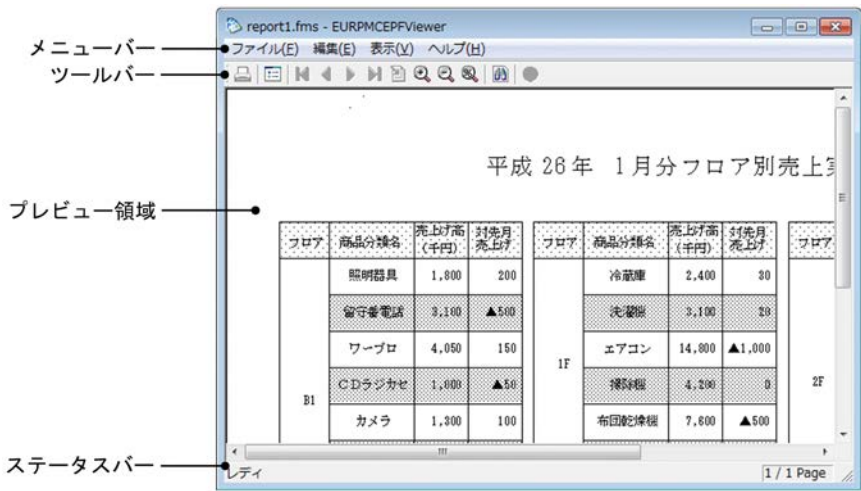 report1.fms - EURPMCEPFViewer
メニューバー
ファイル(F) 編集(E) 表示(V) ヘルプ(H)
ツールバー
平成 26年 1月分フロア別売上実
プレビュー領域
フロア 商品分類名 売上げ高(千円) 対先月売上げ フロア 商品分類名 売上げ高(千円) 対先月売上げ フロア
照明器具 1,800 200 冷蔵庫 2,400 30
留守番電話 3,100 ▲500 洗濯機 3,100 20
ワープロ 4,050 150 エアコン 14,800 ▲1,000
B1 1F 2F
CDラジカセ 1,000 ▲50 掃除機 4,200 0
カメラ 1,300 100 布団乾燥機 7,600 ▲500
ステータスバー
レディ 1 / 1 Page